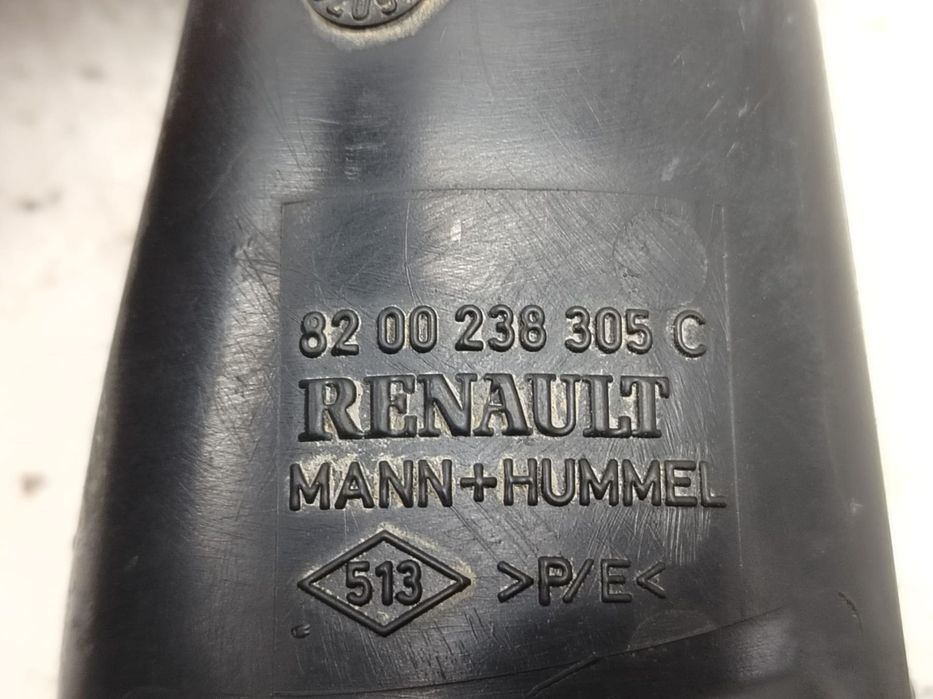 82 00 238 305 C
RENAULT
MANN+HUMMEL
513 >P/E<